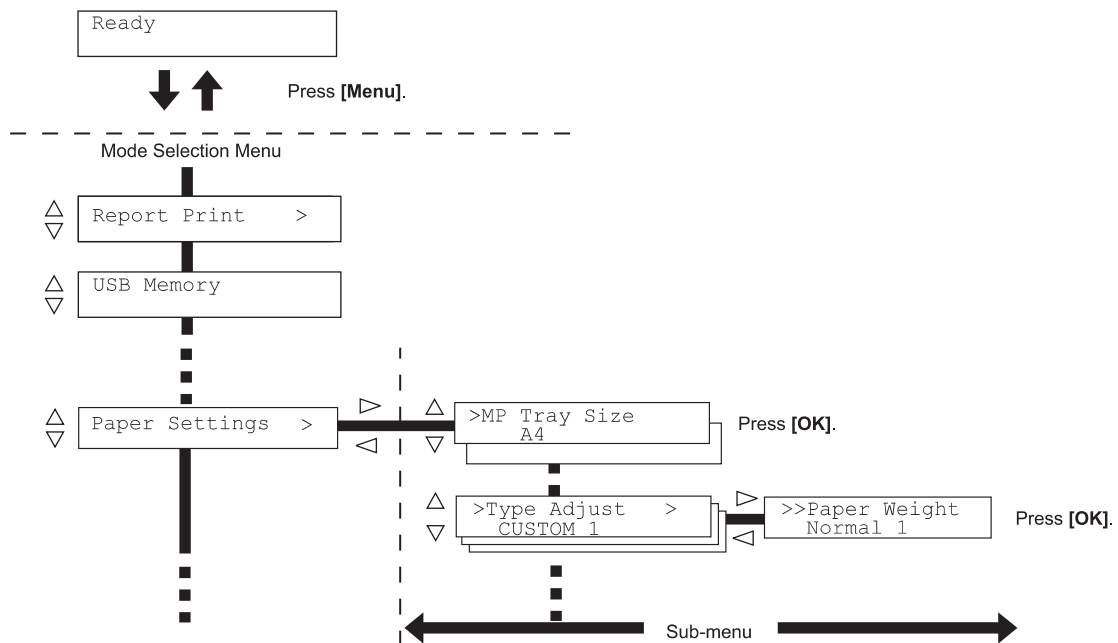 Ready
Press [Menu].
Mode Selection Menu
Report Print >
USB Memory
Paper Settings >
>MP Tray Size
A4
Press [OK].
>Type Adjust >
CUSTOM 1
>>Paper Weight
Normal 1
Press [OK].
Sub-menu